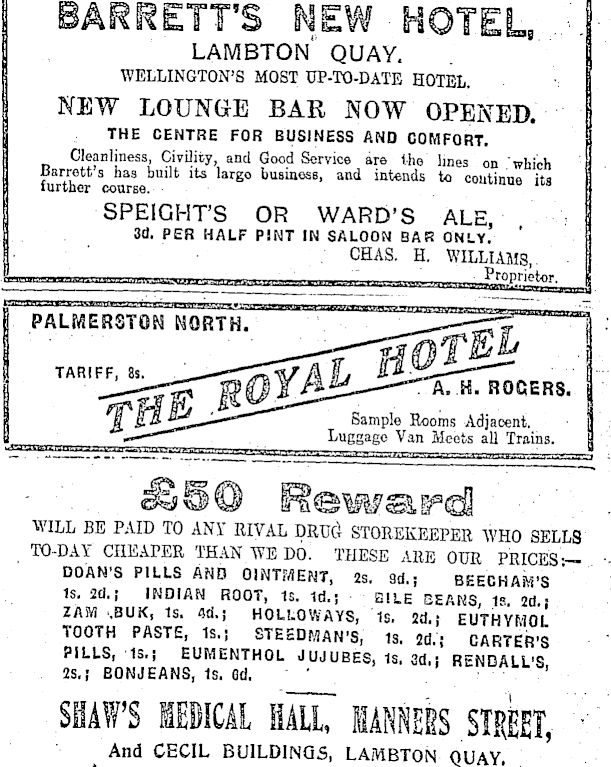 BARRETT'S NEW HOTEL,
LAMBTON QUAY.
WELLINGTON'S MOST UP-TO-DATE HOTEL.
NEW LOUNGE BAR NOW OPENED.
THE CENTRE FOR BUSINESS AND COMFORT.
Cleanliness, Civility, and Good Service are the lines on which
Barrett's has built its large business, and intends to continue its
further course.
SPEIGHT'S OR WARD'S ALE,
3d. PER HALF PINT IN SALOON BAR ONLY.
CHAS. H. WILLIAMS,
Proprietor.
PALMERSTON NORTH.
TARIFF, 8s.
THE ROYAL HOTEL
A. H. ROGERS.
Sample Rooms Adjacent.
Luggage Van Meets all Trains.
£50 Reward
WILL BE PAID TO ANY RIVAL DRUG STOREKEEPER WHO SELLS
TO-DAY CHEAPER THAN WE DO. THESE ARE OUR PRICES:—
DOAN'S PILLS AND OINTMENT, 2s. 9d.; BEECHAM'S
1s. 2d.; INDIAN ROOT, 1s. 1d.; BILE BEANS, 1s. 2d.;
ZAM BUK, 1s. 4d.; HOLLOWAYS, 1s. 2d.; EUTHYMOL
TOOTH PASTE, 1s.; STEEDMAN'S, 1s. 2d.; CARTER'S
PILLS, 1s.; EUMENTHOL JUJUBES, 1s. 3d.; RENDALL'S,
2s.; BONJEANS, 1s. 6d.
SHAW'S MEDICAL HALL, MANNERS STREET,
And CECIL BUILDINGS, LAMBTON QUAY.